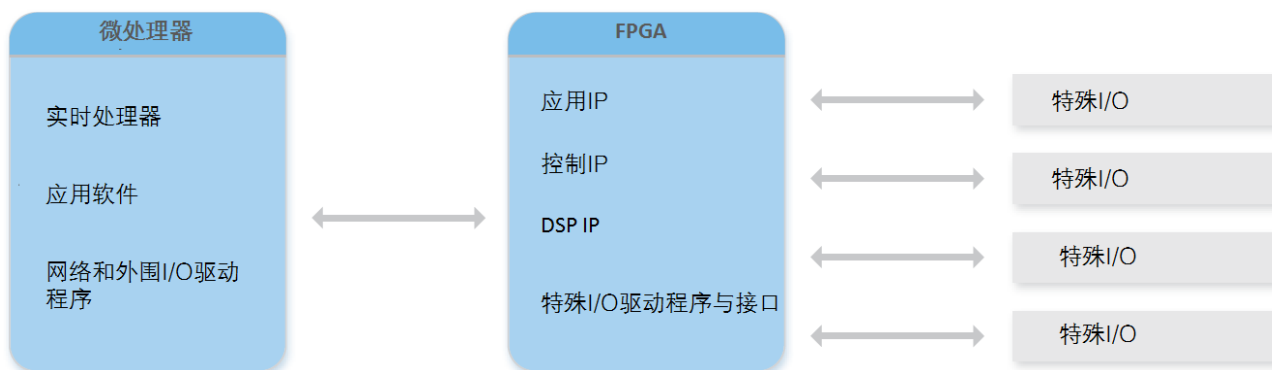 微处理器
实时处理器
应用软件
网络和外围I/O驱动
程序
FPGA
应用IP
控制IP
DSP IP
特殊I/O驱动程序与接口
特殊I/O
特殊I/O
特殊I/O
特殊I/O